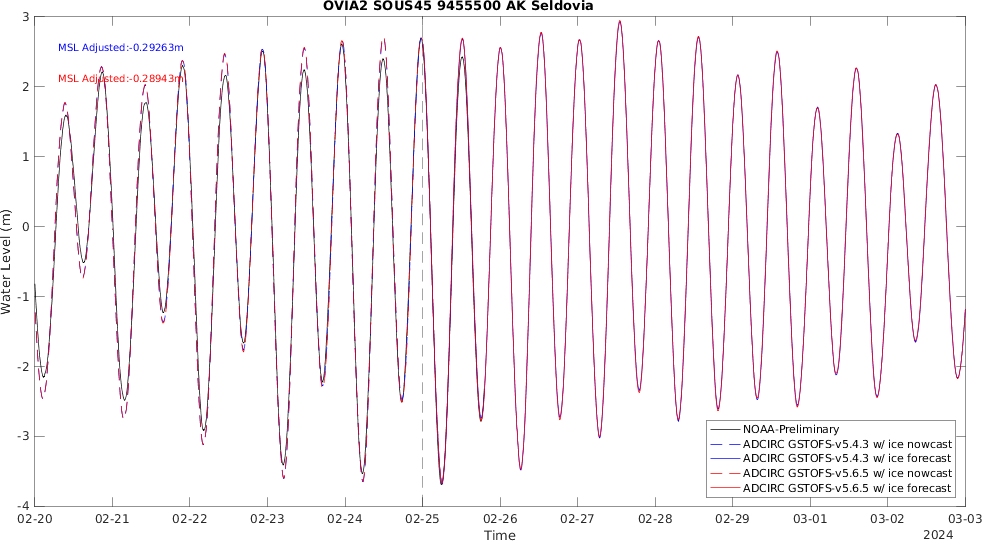 OVIA2 SOUS45 9455500 AK Seldovia
MSL Adjusted:-0.29263m
MSL Adjusted:-0.28943m
Water Level (m)
3
2
1
0
-1
-2
-3
-4
02-20 02-21 02-22 02-23 02-24 02-25 02-26 02-27 02-28 02-29 03-01 03-02 03-03
Time
2024
NOAA-Preliminary
ADCIRC GSTOFS-v5.4.3 w/ ice nowcast
ADCIRC GSTOFS-v5.4.3 w/ ice forecast
ADCIRC GSTOFS-v5.6.5 w/ ice nowcast
ADCIRC GSTOFS-v5.6.5 w/ ice forecast